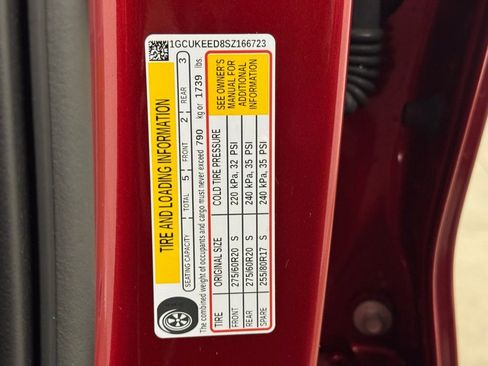 1GCUKEED8SZ166723
TIRE AND LOADING INFORMATION
SEATING CAPACITY TOTAL 5 FRONT 2 REAR 3
The combined weight of occupants and cargo must never exceed 790 kg or 1739 lbs.
TIRE ORIGINAL SIZE COLD TIRE PRESSURE
FRONT 275/60R20 S 220 kPa, 32 PSI
REAR 275/60R20 S 240 kPa, 35 PSI
SPARE 255/80R17 S 240 kPa, 35 PSI
SEE OWNER'S
MANUAL FOR
ADDITIONAL
INFORMATION